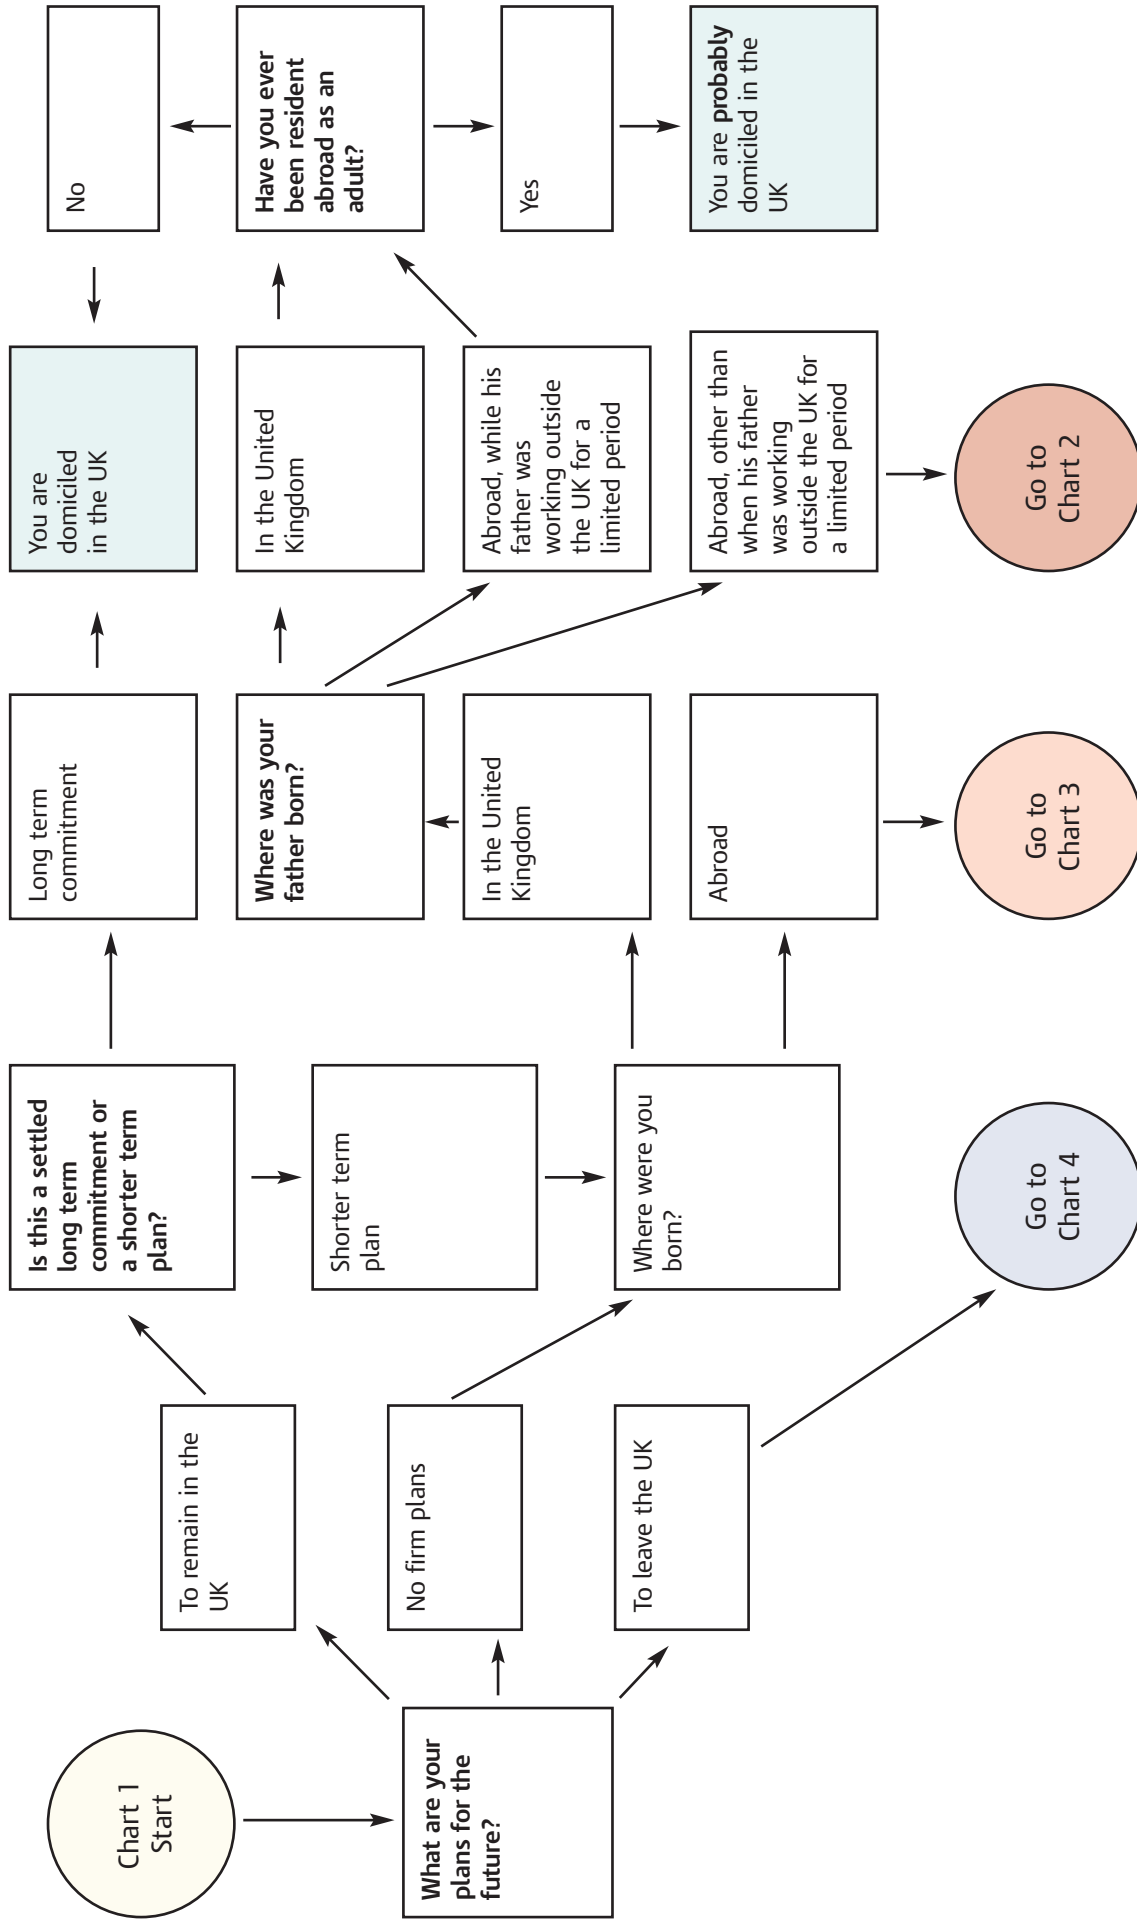 Chart 1
Start
What are your
plans for the
future?
To remain in the
UK
No firm plans
To leave the UK
Is this a settled
long term
commitment or
a shorter term
plan?
Shorter term
plan
Where were you
born?
Go to
Chart 4
Long term
commitment
Where was your
father born?
In the United
Kingdom
Abroad
Go to
Chart 3
You are
domiciled
in the UK
In the United
Kingdom
Abroad, while his
father was
working outside
the UK for a
limited period
Abroad, other than
when his father
was working
outside the UK for
a limited period
Go to
Chart 2
No
Have you ever
been resident
abroad as an
adult?
Yes
You are probably
domiciled in the
UK